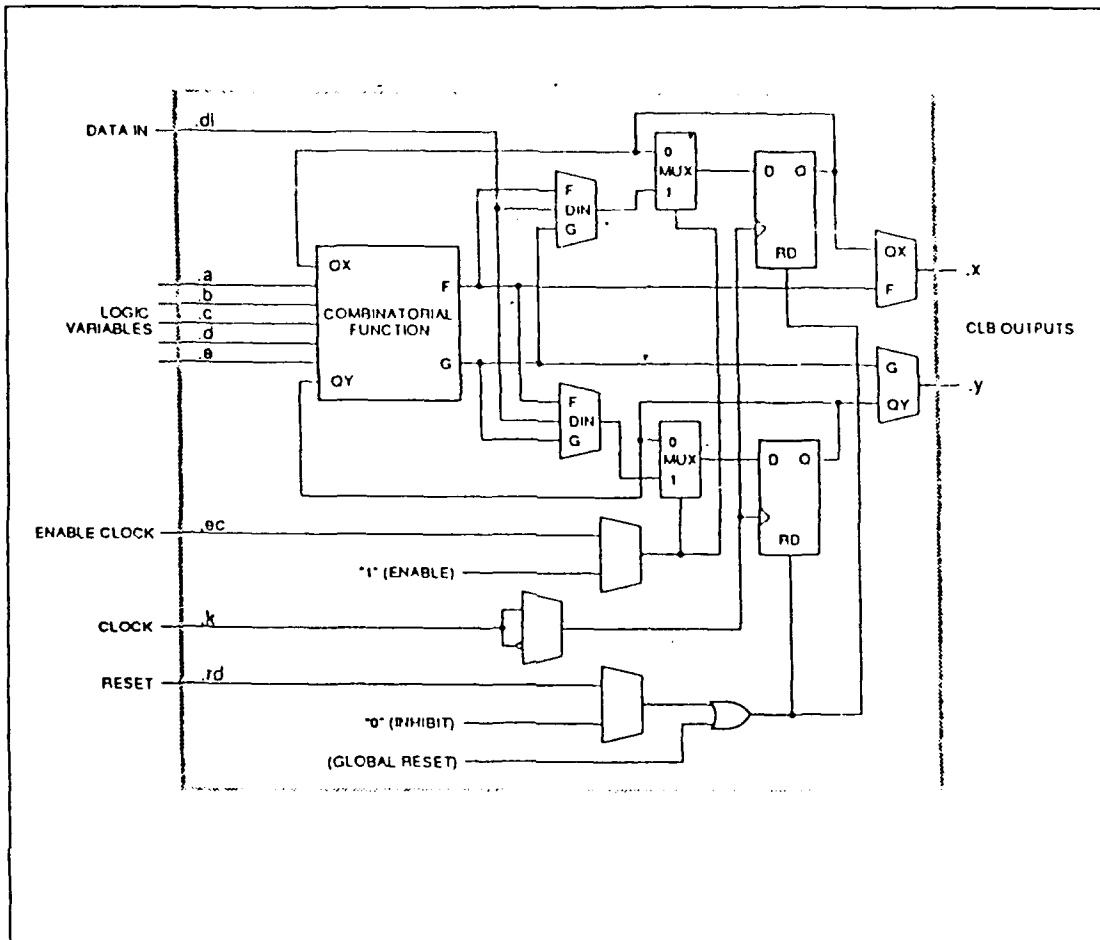 DATA IN
.di
0
MUX
1
D Q
RD
F
DIN
G
QX
F
.x
QX
F
COMBINATORIAL
FUNCTION
G
QY
LOGIC
VARIABLES
.a
.b
.c
.d
.e
CLB OUTPUTS
G
QY
.y
F
DIN
G
0
MUX
1
D Q
RD
ENABLE CLOCK
.ec
"1" (ENABLE)
CLOCK
.k
RESET
.rd
"0" (INHIBIT)
(GLOBAL RESET)